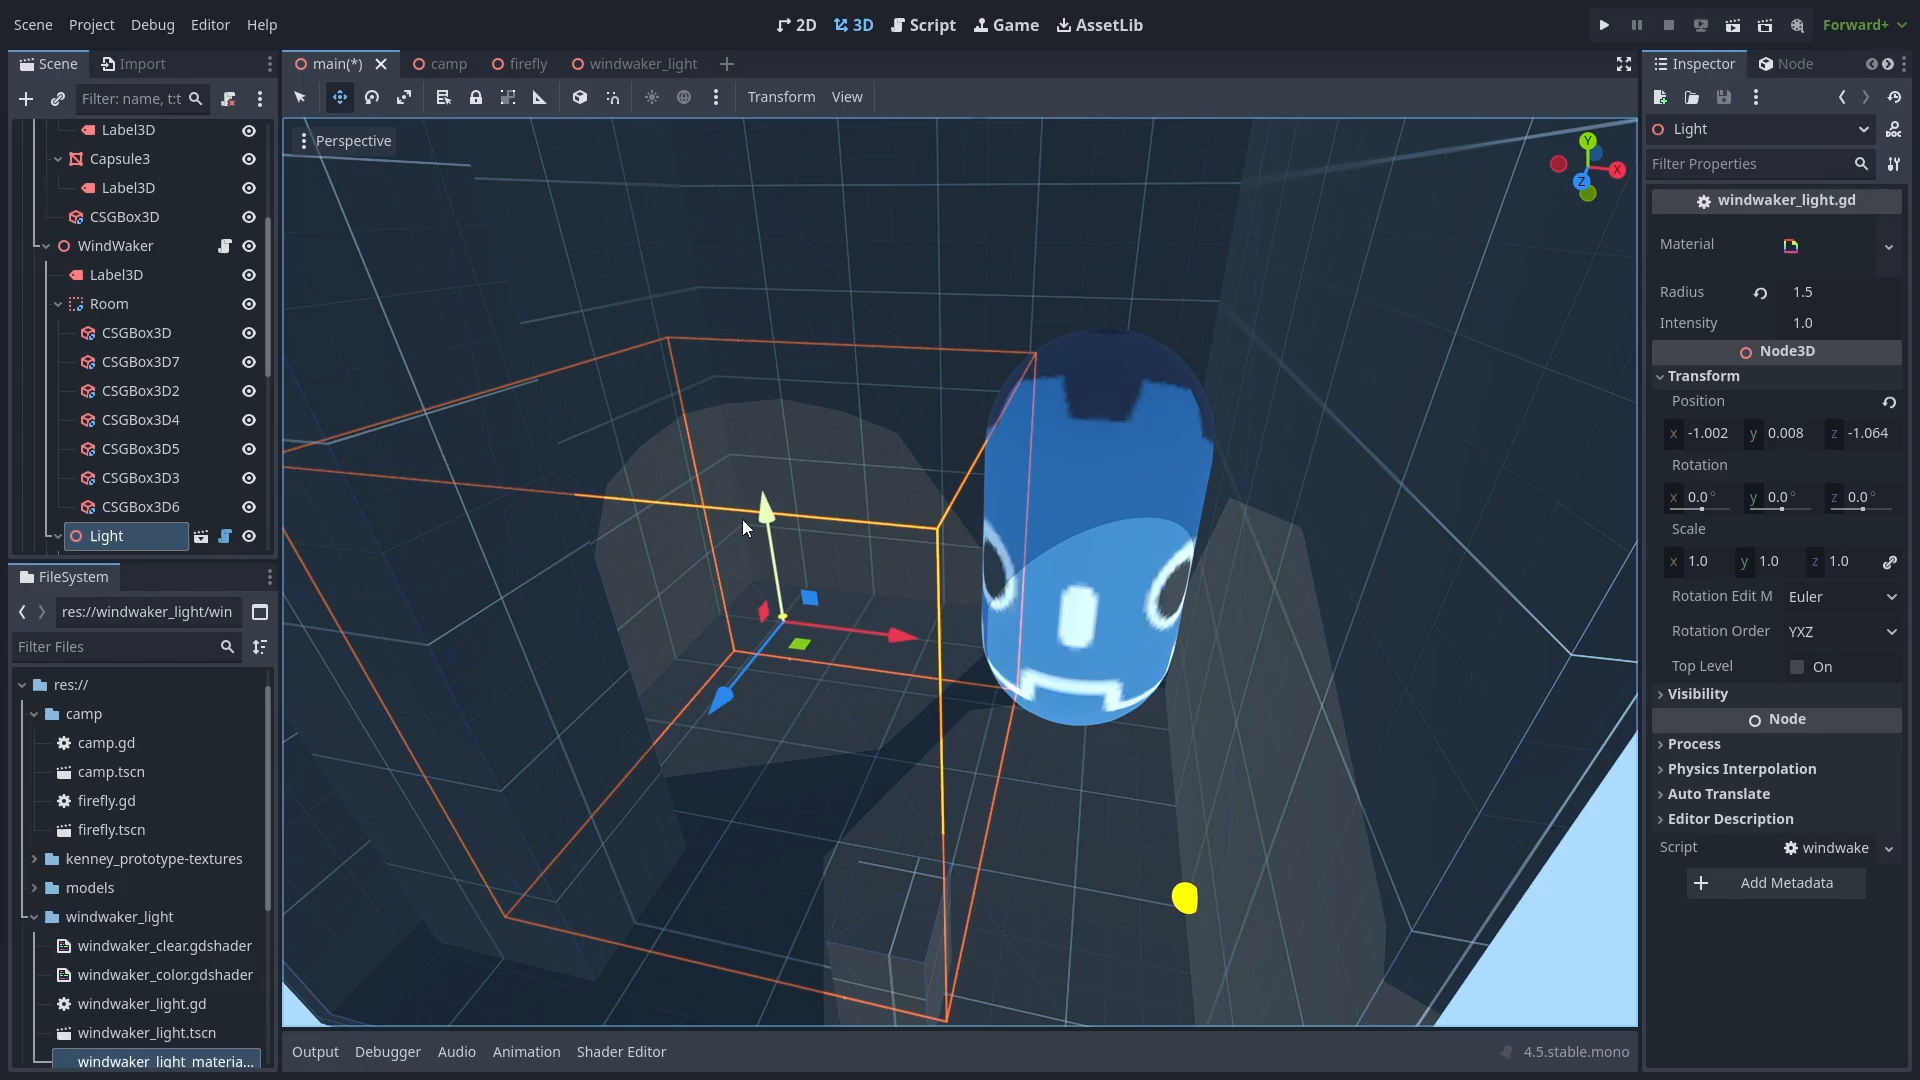 Scene Project Debug Editor Help
2D 3D Script Game AssetLib
Forward+
Scene Import
main(*) camp firefly windwaker_light
Inspector Node
Filter: name, t:t
Transform View
Label3D
Capsule3
Label3D
CSGBox3D
WindWaker
Label3D
Room
CSGBox3D
CSGBox3D7
CSGBox3D2
CSGBox3D4
CSGBox3D5
CSGBox3D3
CSGBox3D6
Light
FileSystem
res://windwaker_light/win
Filter Files
res://
camp
camp.gd
camp.tscn
firefly.gd
firefly.tscn
kenney_prototype-textures
models
windwaker_light
windwaker_clear.gdshader
windwaker_color.gdshader
windwaker_light.gd
windwaker_light.tscn
windwaker_light_materia...
Perspective
Y
X
Z
Output Debugger Audio Animation Shader Editor
4.5.stable.mono
Light
Filter Properties
windwaker_light.gd
Material
Radius 1.5
Intensity 1.0
Node3D
Transform
Position
x -1.002 y 0.008 z -1.064
Rotation
x 0.0° y 0.0° z 0.0°
Scale
x 1.0 y 1.0 z 1.0
Rotation Edit M Euler
Rotation Order YXZ
Top Level On
Visibility
Node
Process
Physics Interpolation
Auto Translate
Editor Description
Script windwake
Add Metadata